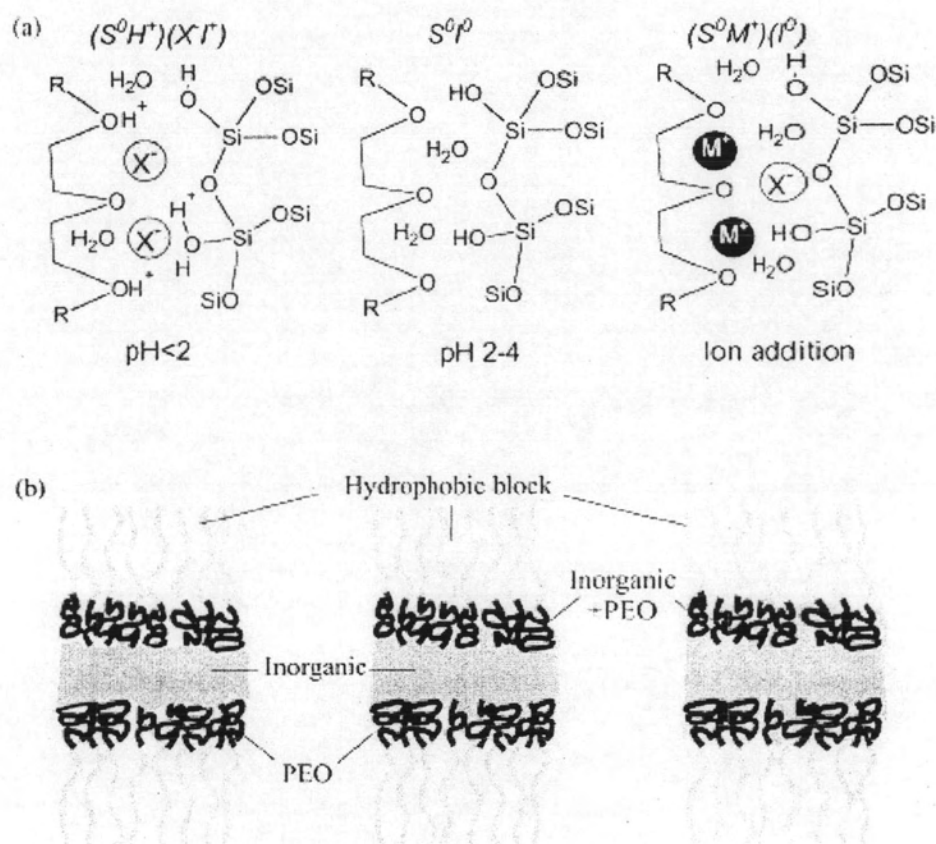 (a)
(S⁰H⁺)(X⁻I⁺)
S⁰I⁰
(S⁰M⁺)(I⁰)
R
OH
+
H₂O
H
O
Si
OSi
OSi
X⁻
O
O
+
H
H₂O
X⁻
O
H
Si
OSi
+
OH
R
SiO
R
O
HO
Si
OSi
OSi
H₂O
O
O
H₂O
HO
Si
OSi
O
R
SiO
R
H₂O
O
H
O
Si
OSi
OSi
M⁺
H₂O
O
X⁻
O
M⁺
HO
Si
OSi
O
H₂O
R
SiO
pH<2
pH 2-4
Ion addition
(b)
Hydrophobic block
Inorganic
+PEO
Inorganic
PEO